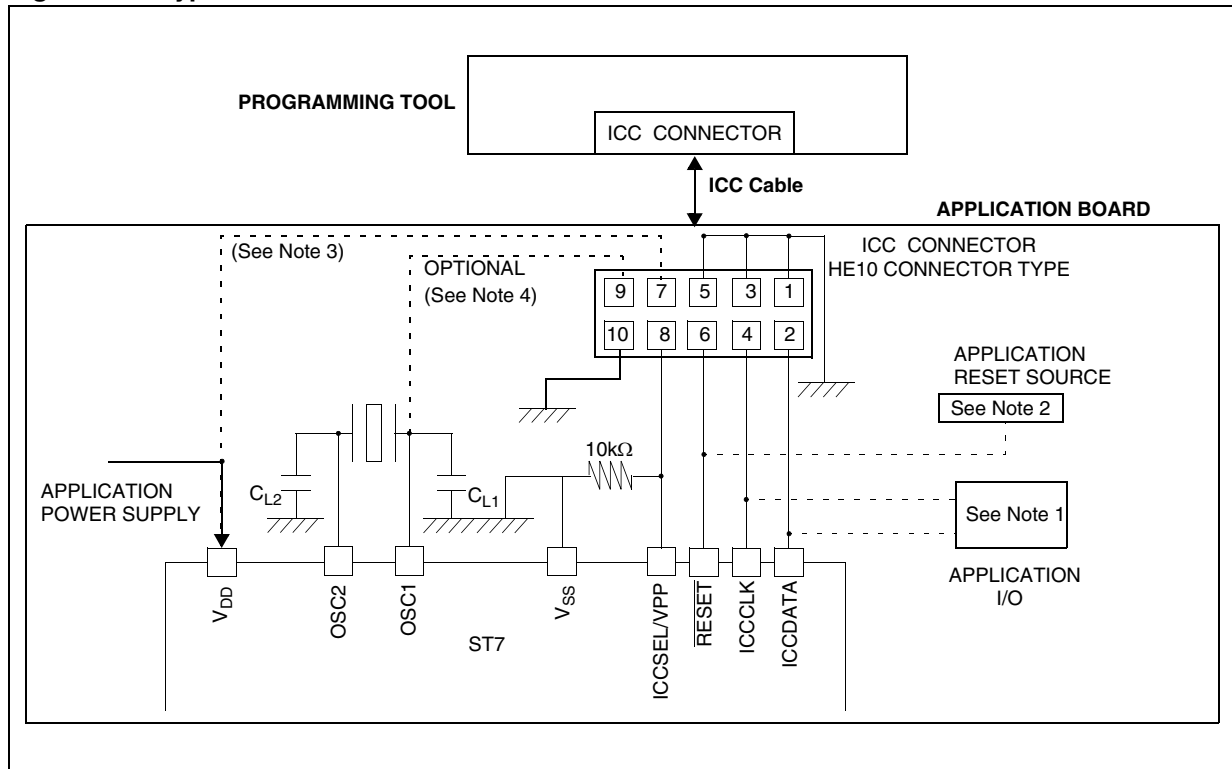 PROGRAMMING TOOL
ICC CONNECTOR
ICC Cable
APPLICATION BOARD
(See Note 3)
OPTIONAL
(See Note 4)
ICC CONNECTOR
HE10 CONNECTOR TYPE
9 7 5 3 1
10 8 6 4 2
APPLICATION
RESET SOURCE
See Note 2
10kΩ
APPLICATION
POWER SUPPLY
CL2
CL1
See Note 1
APPLICATION
I/O
VDD
OSC2
OSC1
VSS
ICCSEL/VPP
RESET
ICCCLK
ICCDATA
ST7